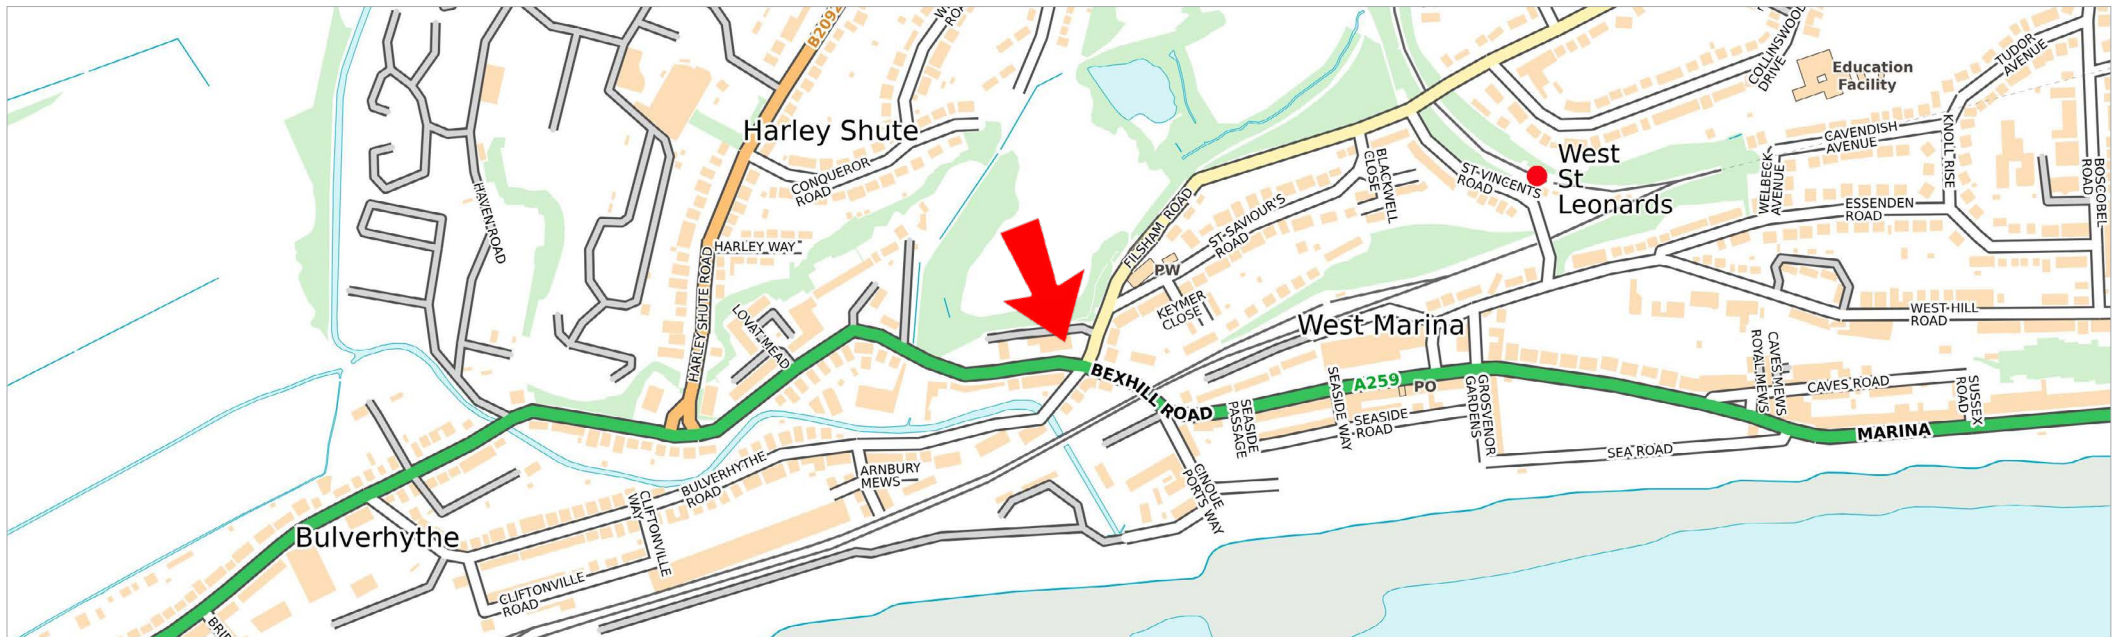 B2092
COLLINSWOOD
DRIVE
TUDOR
AVENUE
Education
Facility
Harley Shute
CONQUEROR
ROAD
CAVENDISH
AVENUE
KNOLL RISE
BOSCOBEL
ROAD
West
St
Leonards
ST-VINCENTS
ROAD
BLACKWELL
CLOSE
WELBECK
AVENUE
ESSENDEN
ROAD
HAVEN ROAD
HARLEY WAY
HARLEY SHUTE ROAD
FILSHAM ROAD
ST-SAVIOUR'S
ROAD
PW
KEYMER
CLOSE
LOVAT MEAD
West Marina
WEST HILL
ROAD
BEXHILL ROAD
A259
PO
SEASIDE
PASSAGE
SEASIDE WAY
SEASIDE
ROAD
GROSVENOR
GARDENS
CAVES MEWS
ROYAL MEWS
CAVES ROAD
SUSSEX
ROAD
MARINA
SEA ROAD
BULVERHYTHE
ROAD
ARNBURY
MEWS
CINQUE
PORTS WAY
CLIFTONVILLE
WAY
Bulverhythe
CLIFTONVILLE
ROAD